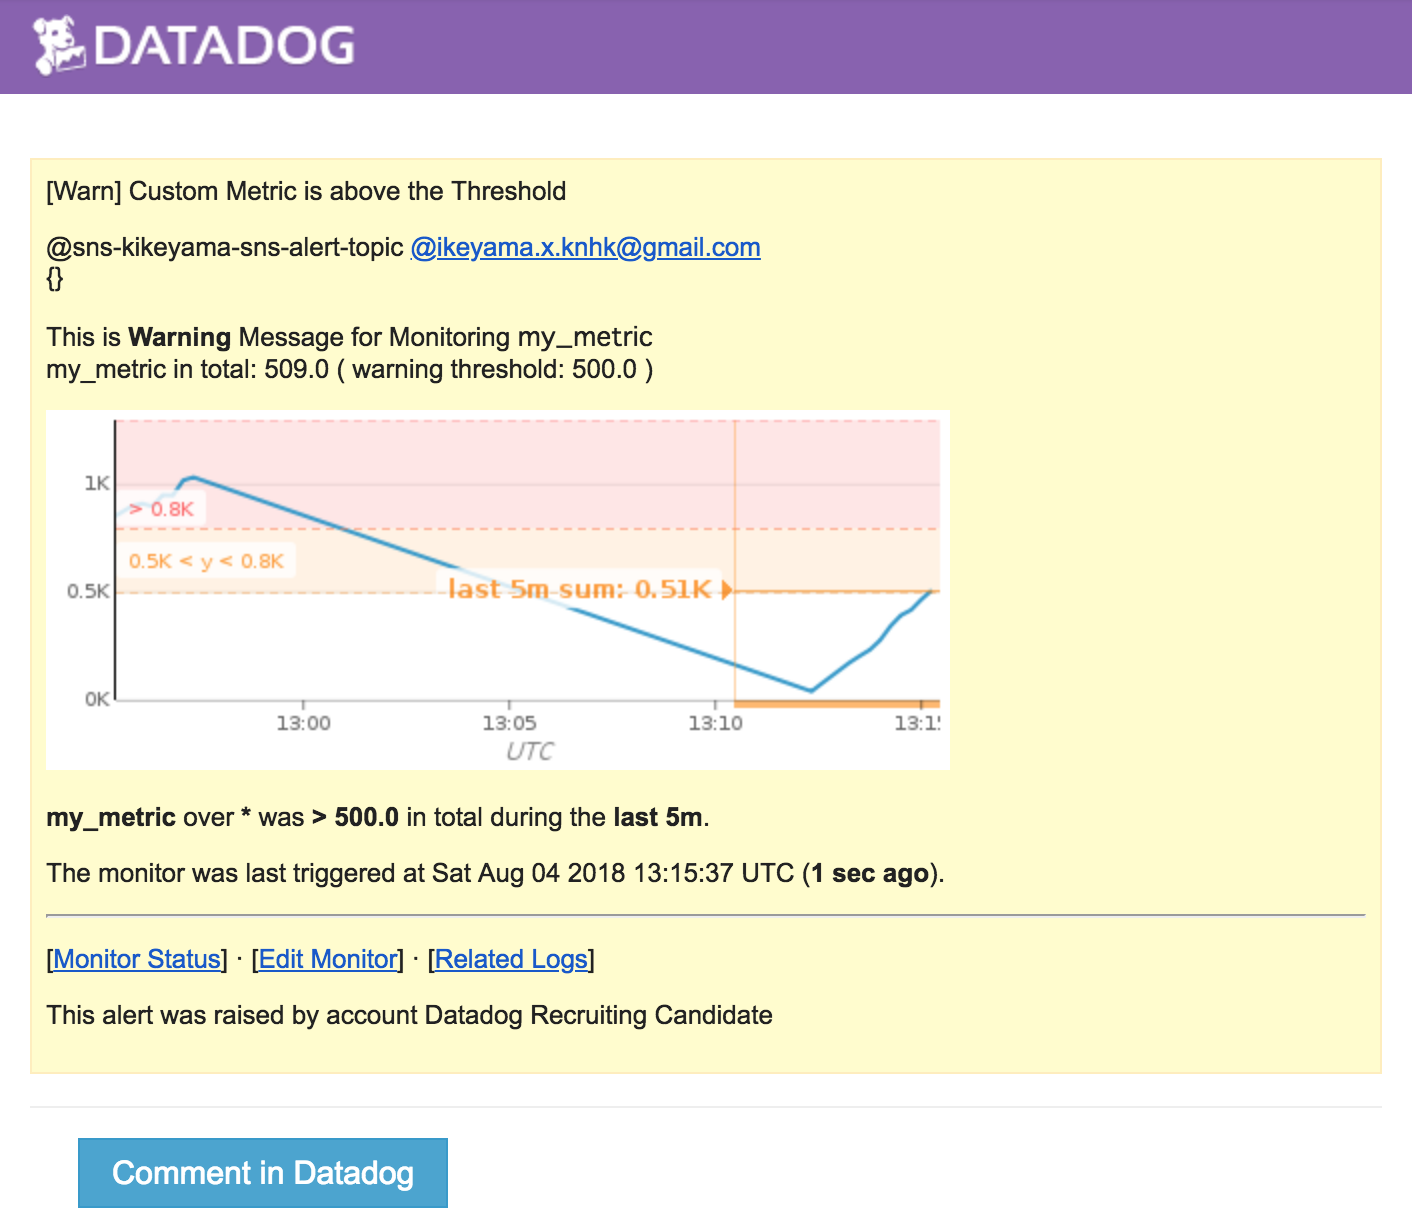 DATADOG
[Warn] Custom Metric is above the Threshold
@sns-kikeyama-sns-alert-topic @ikeyama.x.knhk@gmail.com
{}
This is Warning Message for Monitoring my_metric
my_metric in total: 509.0 ( warning threshold: 500.0 )
1K
> 0.8K
0.5K < y < 0.8K
0.5K
last 5m sum: 0.51K
0K
13:00
13:05
13:10
UTC
my_metric over * was > 500.0 in total during the last 5m.
The monitor was last triggered at Sat Aug 04 2018 13:15:37 UTC (1 sec ago).
[Monitor Status] · [Edit Monitor] · [Related Logs]
This alert was raised by account Datadog Recruiting Candidate
Comment in Datadog